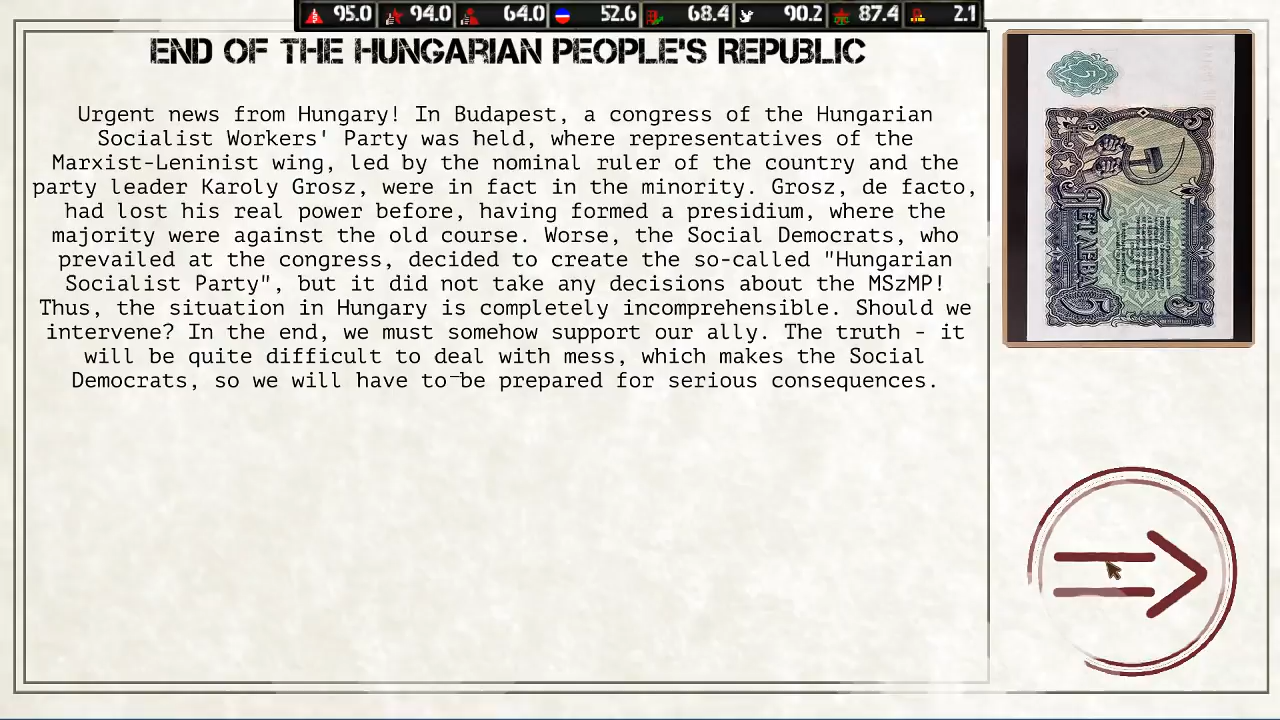 95.0 94.0 64.0 52.6 68.4 90.2 87.4 2.1
END OF THE HUNGARIAN PEOPLE'S REPUBLIC
Urgent news from Hungary! In Budapest, a congress of the Hungarian
Socialist Workers' Party was held, where representatives of the
Marxist-Leninist wing, led by the nominal ruler of the country and the
party leader Karoly Grosz, were in fact in the minority. Grosz, de facto,
had lost his real power before, having formed a presidium, where the
majority were against the old course. Worse, the Social Democrats, who
prevailed at the congress, decided to create the so-called "Hungarian
Socialist Party", but it did not take any decisions about the MSzMP!
Thus, the situation in Hungary is completely incomprehensible. Should we
intervene? In the end, we must somehow support our ally. The truth - it
will be quite difficult to deal with mess, which makes the Social
Democrats, so we will have to be prepared for serious consequences.